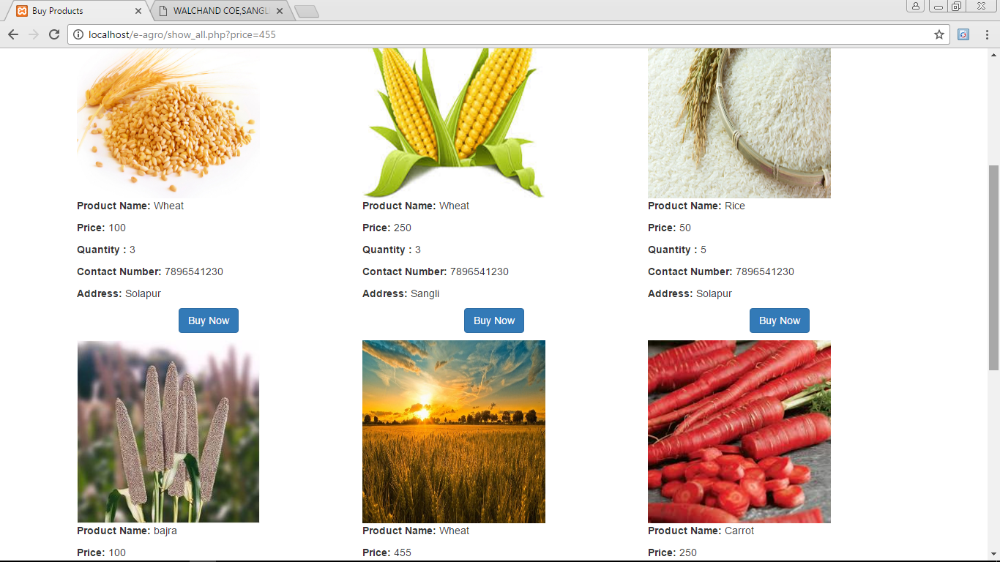 Buy Products
WALCHAND COE,SANGLI
localhost/e-agro/show_all.php?price=455
Product Name: Wheat
Price: 100
Quantity : 3
Contact Number: 7896541230
Address: Solapur
Buy Now
Product Name: Wheat
Price: 250
Quantity : 3
Contact Number: 7896541230
Address: Sangli
Buy Now
Product Name: Rice
Price: 50
Quantity : 5
Contact Number: 7896541230
Address: Solapur
Buy Now
Product Name: bajra
Price: 100
Product Name: Wheat
Price: 455
Product Name: Carrot
Price: 250